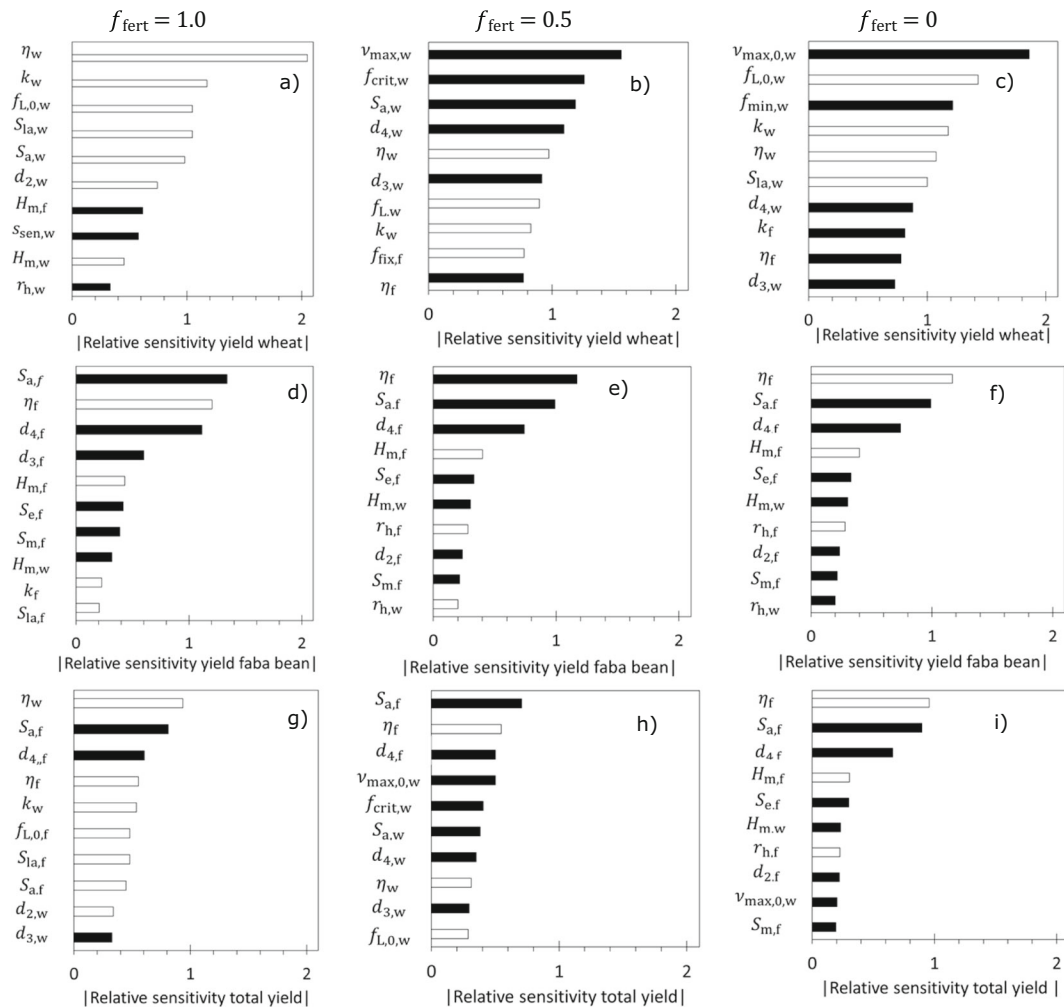 f_fert = 1.0
f_fert = 0.5
f_fert = 0
a)
η_w
k_w
f_L,0,w
S_la,w
S_a,w
d_2,w
H_m,f
s_sen,w
H_m,w
r_h,w
0 1 2
|Relative sensitivity yield wheat|
b)
ν_max,w
f_crit,w
S_a,w
d_4,w
η_w
d_3,w
f_L.w
k_w
f_fix,f
η_f
0 1 2
|Relative sensitivity yield wheat|
c)
ν_max,0,w
f_L,0,w
f_min,w
k_w
η_w
S_la,w
d_4,w
k_f
η_f
d_3,w
0 1 2
|Relative sensitivity yield wheat|
d)
S_a,f
η_f
d_4,f
d_3,f
H_m,f
S_e,f
S_m,f
H_m,w
k_f
S_la,f
0 1 2
|Relative sensitivity yield faba bean|
e)
η_f
S_a.f
d_4.f
H_m,f
S_e,f
H_m,w
r_h,f
d_2,f
S_m.f
r_h,w
0 1 2
|Relative sensitivity yield faba bean|
f)
η_f
S_a.f
d_4.f
H_m,f
S_e,f
H_m,w
r_h,f
d_2,f
S_m,f
r_h,w
0 1 2
|Relative sensitivity yield faba bean|
g)
η_w
S_a,f
d_4,,f
η_f
k_w
f_L,0,f
S_la,f
S_a.f
d_2,w
d_3,w
0 1 2
|Relative sensitivity total yield|
h)
S_a,f
η_f
d_4,f
ν_max,0,w
f_crit,w
S_a,w
d_4,w
η_w
d_3,w
f_L,0,w
0 1 2
|Relative sensitivity total yield|
i)
η_f
S_a,f
d_4.f
H_m,f
S_e.f
H_m.w
r_h.f
d_2.f
ν_max,0,w
S_m,f
0 1 2
|Relative sensitivity total yield|